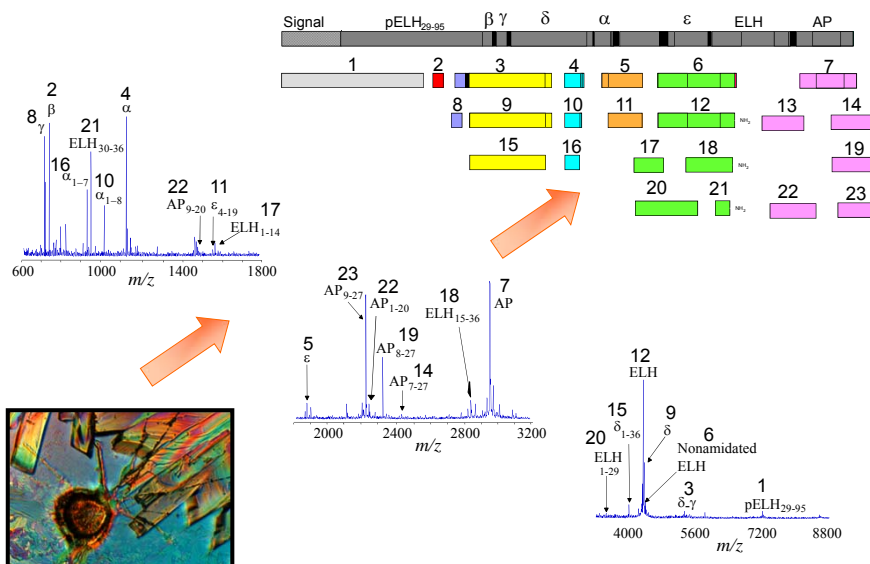 Signal pELH29-95 β γ δ α ε ELH AP
1 2 3 4 5 6 7
8 9 10 11 12 NH2 13 14
15 16 17 18 NH2 19
20 21 NH2 22 23
8 γ
2 β
21 ELH30-36
4 α
16 α1–7
10 α1–8
22 AP9-20
11 ε4-19
17 ELH1-14
600 1000 1400 1800
m/z
5 ε
23 AP9-27
22 AP1-20
19 AP8-27
14 AP7-27
18 ELH15-36
7 AP
1800 2400 2600 3200
m/z
20 ELH 1-29
15 δ1-36
12 ELH
9 δ
6 Nonamidated ELH
3 δ-γ
1 pELH29-95
4000 5600 7200 8800
m/z